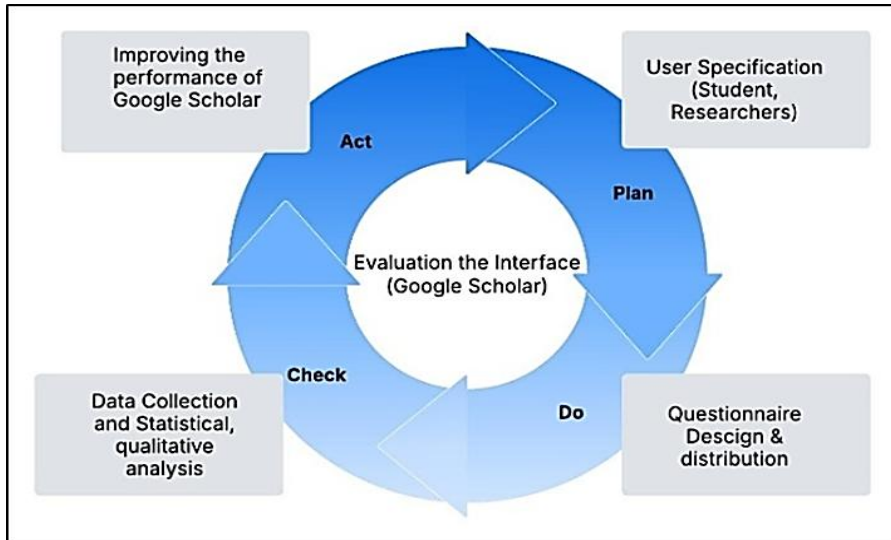 Improving the
performance of
Google Scholar
User Specification
(Student,
Researchers)
Act
Plan
Evaluation the Interface
(Google Scholar)
Check
Do
Data Collection
and Statistical,
qualitative
analysis
Questionnaire
Descign &
distribution